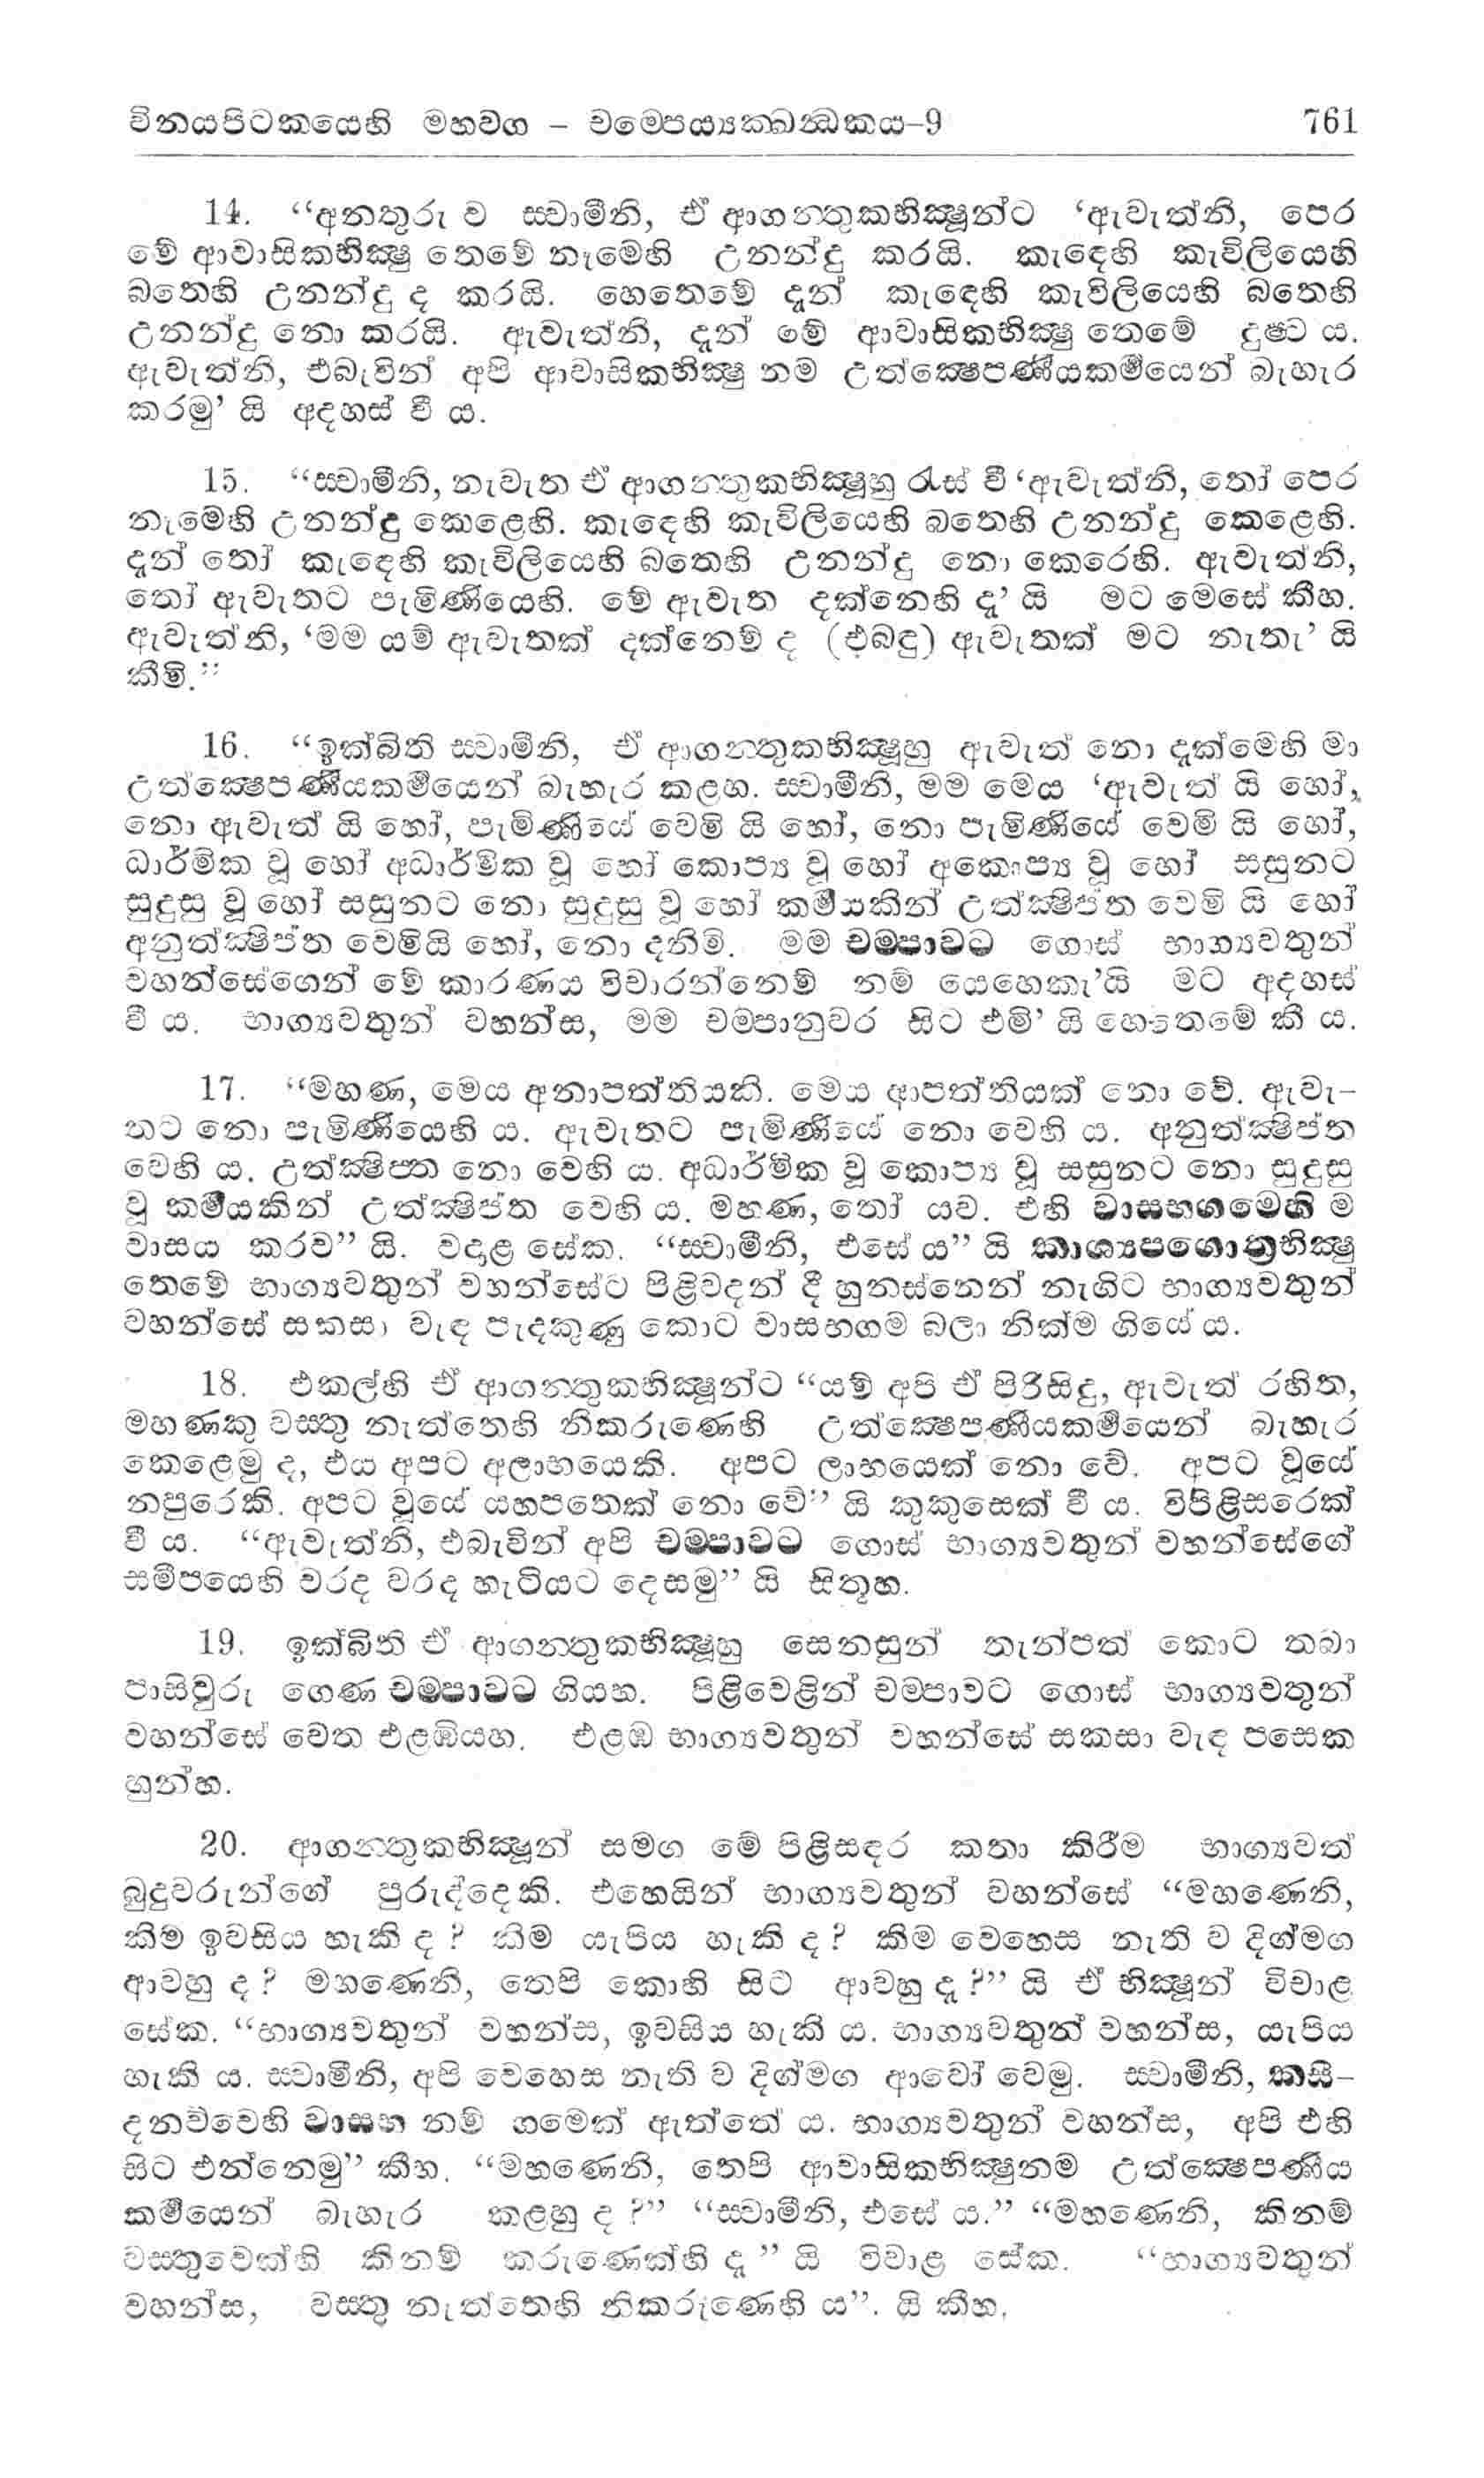 විනයපිටකයෙහි මහවග – චම්පෙය්‍යක්ඛන්ධකය–9 761
14. “අනතුරු ව ස්වාමීනි, ඒ ආගන්තුකභික්‍ෂූන්ට ‘ඇවැත්නි, පෙර
මේ ආවාසිකභික්‍ෂු තෙමේ නෑමෙහි උනන්දු කරයි. කැඳෙහි කැවිලියෙහි
බතෙහි උනන්දු ද කරයි. හෙතෙමේ දැන් කැඳෙහි කැවිලියෙහි බතෙහි
උනන්දු නො කරයි. ඇවැත්නි, දැන් මේ ආවාසිකභික්‍ෂු තෙමේ දුෂ්ට ය.
ඇවැත්නි, එබැවින් අපි ආවාසිකභික්‍ෂු නම උත්ක්‍ෂෙපණීයකර්‍මයෙන් බැහැර
කරමු’ යි අදහස් වී ය.
15. “ස්වාමීනි, නැවැත ඒ ආගන්තුකභික්‍ෂූහු රැස් වී ‘ඇවැත්නි, තෝ පෙර
නෑමෙහි උනන්දු කෙළෙහි. කැඳෙහි කැවිලියෙහි බතෙහි උනන්දු කෙළෙහි.
දැන් තෝ කැඳෙහි කැවිලියෙහි බතෙහි උනන්දු නො කෙරෙහි. ඇවැත්නි,
තෝ ඇවැතට පැමිණියෙහි. මේ ඇවැත දක්නෙහි දැ’ යි මට මෙසේ කීහ.
ඇවැත්නි, ‘මම යම් ඇවැතක් දක්නෙම් ද (එබඳු) ඇවැතක් මට නැතැ’ යි
කීමි.”
16. “ඉක්බිති ස්වාමීනි, ඒ ආගන්තුකභික්‍ෂූහු ඇවැත් නො දැක්මෙහි මා
උත්ක්‍ෂෙපණීයකර්‍මයෙන් බැහැර කළහ. ස්වාමීනි, මම මෙය ‘ඇවැත් යි හෝ,
නො ඇවැත් යි හෝ, පැමිණියේ වෙමි යි හෝ, නො පැමිණියේ වෙමි යි හෝ,
ධාර්මික වූ හෝ අධාර්මික වූ හෝ කොප්‍ය වූ හෝ අකොප්‍ය වූ හෝ සසුනට
සුදුසු වූ හෝ සසුනට නො සුදුසු වූ හෝ කර්‍මයකින් උත්ක්‍ෂිප්ත වෙමි යි හෝ
අනුත්ක්‍ෂිප්ත වෙමියි හෝ, නො දනිමි. මම චම්පාවට ගොස් භාග්‍යවතුන්
වහන්සේගෙන් මේ කාරණය විචාරන්නෙම් නම් යෙහෙකැ’යි මට අදහස්
වී ය. භාග්‍යවතුන් වහන්ස, මම චම්පානුවර සිට එමි’ යි හෙතෙමේ කී ය.
17. “මහණ, මෙය අනාපත්තියකි. මෙය ආපත්තියක් නො වේ. ඇවැ–
තට නො පැමිණියෙහි ය. ඇවැතට පැමිණියේ නො වෙහි ය. අනුත්ක්‍ෂිප්ත
වෙහි ය. උත්ක්‍ෂිප්ත නො වෙහි ය. අධාර්මික වූ කොප්‍ය වූ සසුනට නො සුදුසු
වූ කර්‍මයකින් උත්ක්‍ෂිප්ත වෙහි ය. මහණ, තෝ යව. එහි වාසභගමෙහි ම
වාසය කරව” යි. වදාළ සේක. “ස්වාමීනි, එසේ ය” යි කාශ්‍යපගොත්‍රභික්‍ෂු
තෙමේ භාග්‍යවතුන් වහන්සේට පිළිවදන් දී හුනස්නෙන් නැඟිට භාග්‍යවතුන්
වහන්සේ සකසා වැඳ පැදකුණු කොට වාසභගම බලා නික්ම ගියේ ය.
18. එකල්හි ඒ ආගන්තුකභික්‍ෂූන්ට “යම් අපි ඒ පිරිසිදු, ඇවැත් රහිත,
මහණකු වස්තු නැත්තෙහි නිකරුණෙහි උත්ක්‍ෂෙපණීයකර්‍මයෙන් බැහැර
කෙළෙමු ද, එය අපට අලාභයෙකි. අපට ලාභයෙක් නො වේ. අපට වූයේ
නපුරෙකි. අපට වූයේ යහපතෙක් නො වේ” යි කුකුසෙක් වී ය. විපිළිසරෙක්
වී ය. “ඇවැත්නි, එබැවින් අපි චම්පාවට ගොස් භාග්‍යවතුන් වහන්සේගේ
සමීපයෙහි වරද වරද හැටියට දෙසමු” යි සිතූහ.
19. ඉක්බිති ඒ ආගන්තුකභික්‍ෂූහු සෙනසුන් තැන්පත් කොට තබා
පාසිවුරු ගෙණ චම්පාවට ගියහ. පිළිවෙළින් චම්පාවට ගොස් භාග්‍යවතුන්
වහන්සේ වෙත එළඹියහ. එළඹ භාග්‍යවතුන් වහන්සේ සකසා වැඳ පසෙක
හුන්හ.
20. ආගන්තුකභික්‍ෂූන් සමග මේ පිළිසඳර කතා කිරීම භාග්‍යවත්
බුදුවරුන්ගේ පුරුද්දෙකි. එහෙයින් භාග්‍යවතුන් වහන්සේ “මහණෙනි,
කිම ඉවසිය හැකි ද? කිම යැපිය හැකි ද? කිම වෙහෙස නැති ව දිග්මග
ආවහු ද? මහණෙනි, තෙපි කොහි සිට ආවහු දැ?” යි ඒ භික්‍ෂූන් විචාළ
සේක. “භාග්‍යවතුන් වහන්ස, ඉවසිය හැකි ය. භාග්‍යවතුන් වහන්ස, යැපිය
හැකි ය. ස්වාමීනි, අපි වෙහෙස නැති ව දිග්මග ආවෝ වෙමු. ස්වාමීනි, කසී–
දනව්වෙහි වාසභ නම් ගමෙක් ඇත්තේ ය. භාග්‍යවතුන් වහන්ස, අපි එහි
සිට එන්නෙමු” කීහ. “මහණෙනි, තෙපි ආවාසිකභික්‍ෂුනම උත්ක්‍ෂෙපණීය
කර්‍මයෙන් බැහැර කළහු ද?” “ස්වාමීනි, එසේ ය.” “මහණෙනි, කිනම්
වස්තුවෙක්හි කිනම් කරුණෙක්හි දැ” යි විචාළ සේක. “භාග්‍යවතුන්
වහන්ස, වස්තු නැත්තෙහි නිකරුණෙහි ය”. යි කීහ.